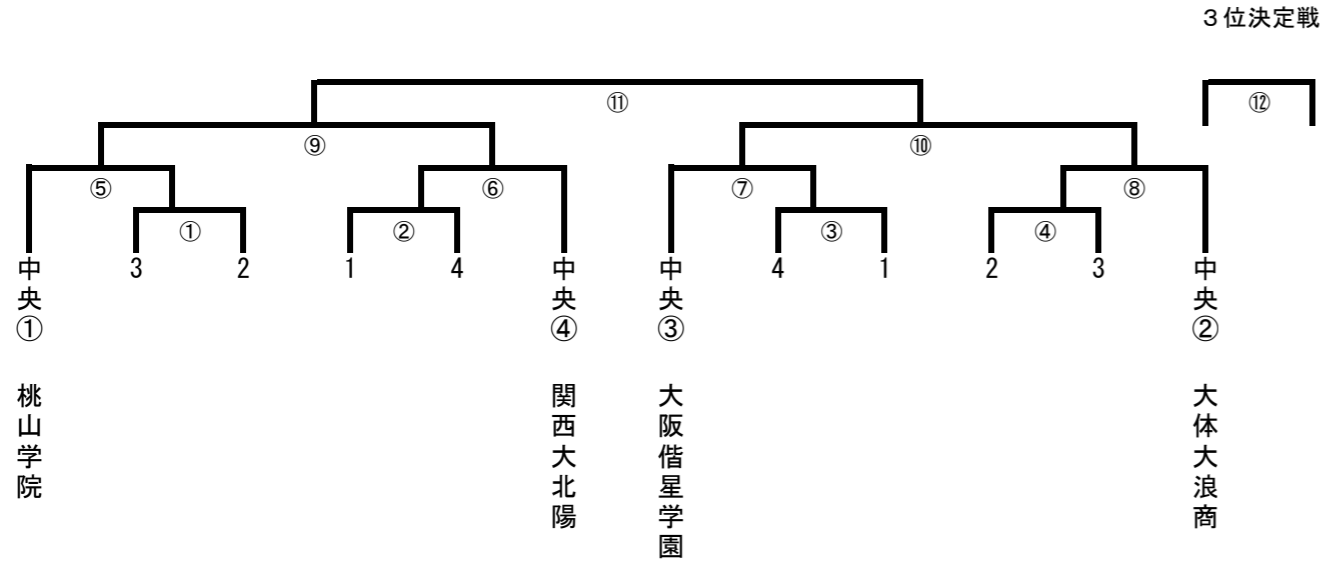 3位決定戦
⑪
⑫
⑨
⑩
⑤
⑥
⑦
⑧
①
②
③
④
中央①
3
2
1
4
中央④
中央③
4
1
2
3
中央②
桃山学院
関西大北陽
大阪偕星学園
大体大浪商